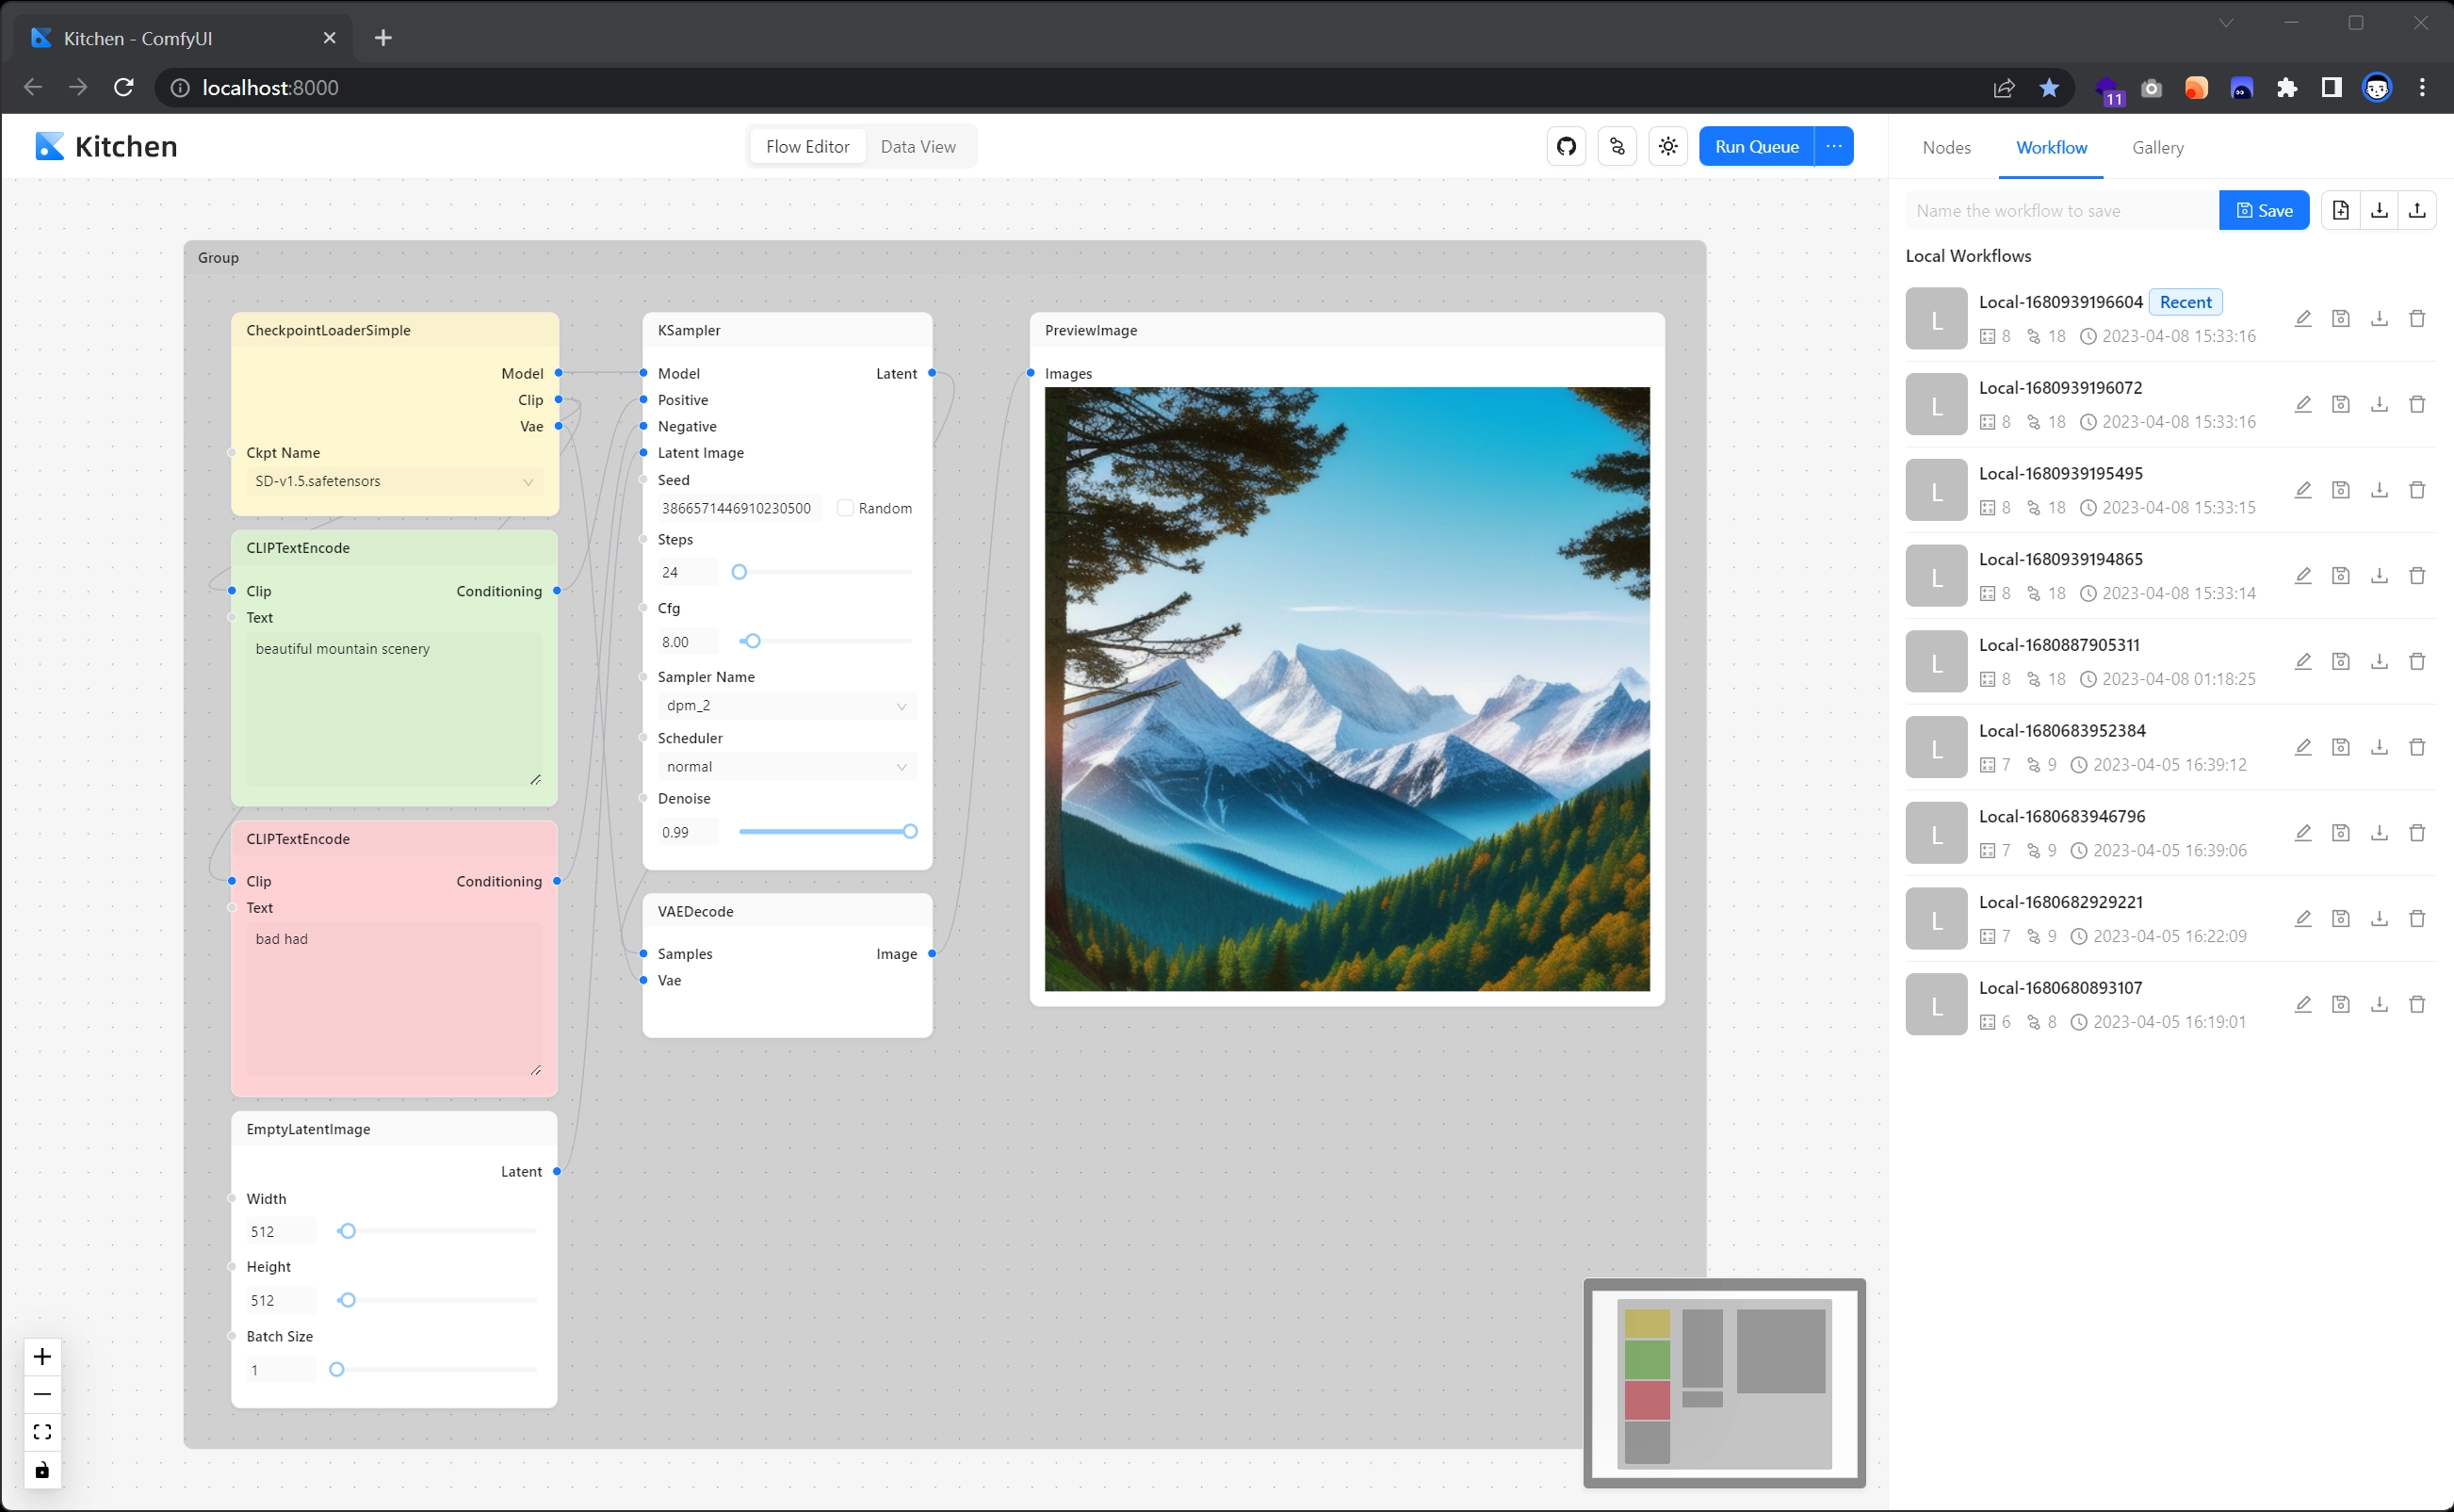 Kitchen - ComfyUI
localhost:8000
11
Kitchen
Flow Editor
Data View
Run Queue
Nodes
Workflow
Gallery
Name the workflow to save
Save
Group
CheckpointLoaderSimple
Model
Clip
Vae
Ckpt Name
SD-v1.5.safetensors
CLIPTextEncode
Clip
Conditioning
Text
beautiful mountain scenery
CLIPTextEncode
Clip
Conditioning
Text
bad had
EmptyLatentImage
Latent
Width
512
Height
512
Batch Size
1
KSampler
Model
Latent
Positive
Negative
Latent Image
Seed
3866571446910230500
Random
Steps
24
Cfg
8.00
Sampler Name
dpm_2
Scheduler
normal
Denoise
0.99
VAEDecode
Samples
Image
Vae
PreviewImage
Images
Local Workflows
L
Local-1680939196604 Recent
8 18 2023-04-08 15:33:16
L
Local-1680939196072
8 18 2023-04-08 15:33:16
L
Local-1680939195495
8 18 2023-04-08 15:33:15
L
Local-1680939194865
8 18 2023-04-08 15:33:14
L
Local-1680887905311
8 18 2023-04-08 01:18:25
L
Local-1680683952384
7 9 2023-04-05 16:39:12
L
Local-1680683946796
7 9 2023-04-05 16:39:06
L
Local-1680682929221
7 9 2023-04-05 16:22:09
L
Local-1680680893107
6 8 2023-04-05 16:19:01